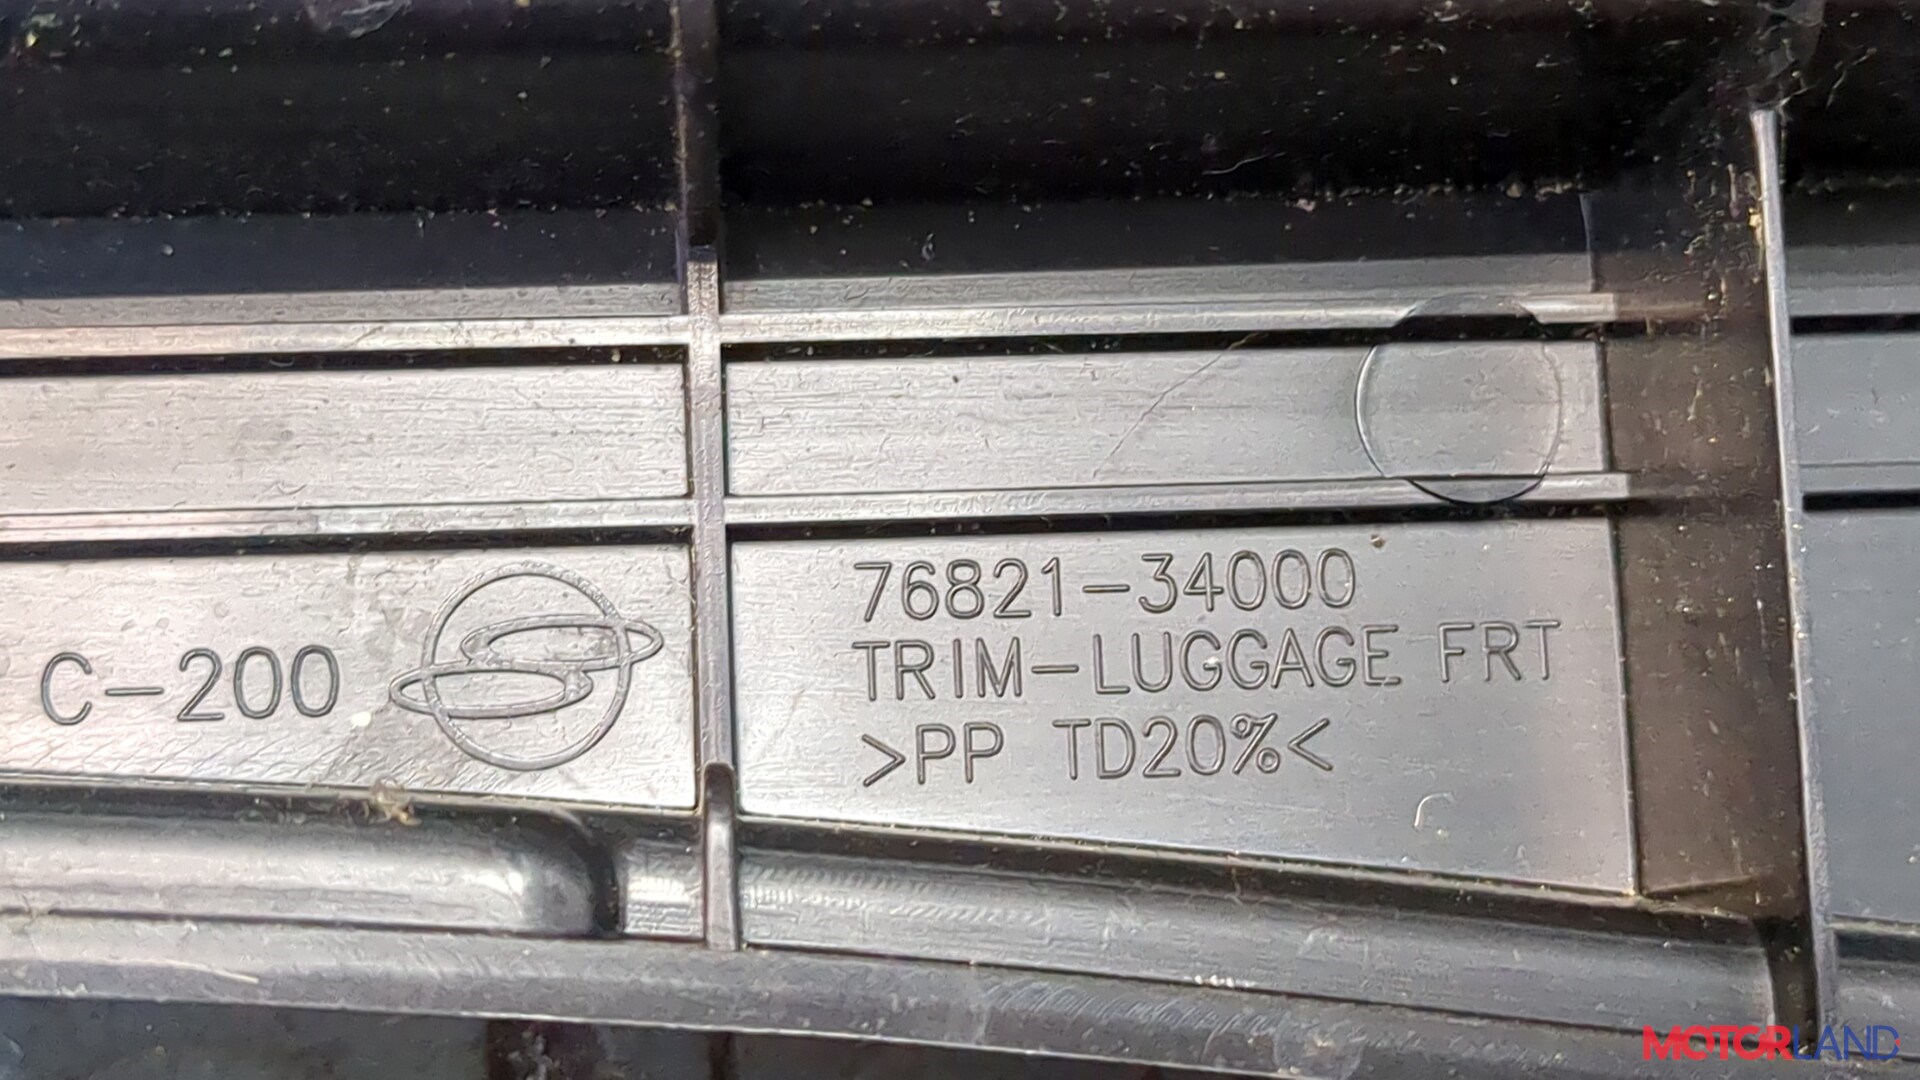 C-200
76821-34000
TRIM-LUGGAGE FRT
>PP TD20%<
MOTORLAND